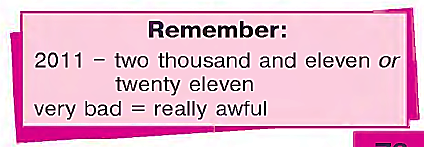 Remember:
2011 – two thousand and eleven or
twenty eleven
very bad = really awful